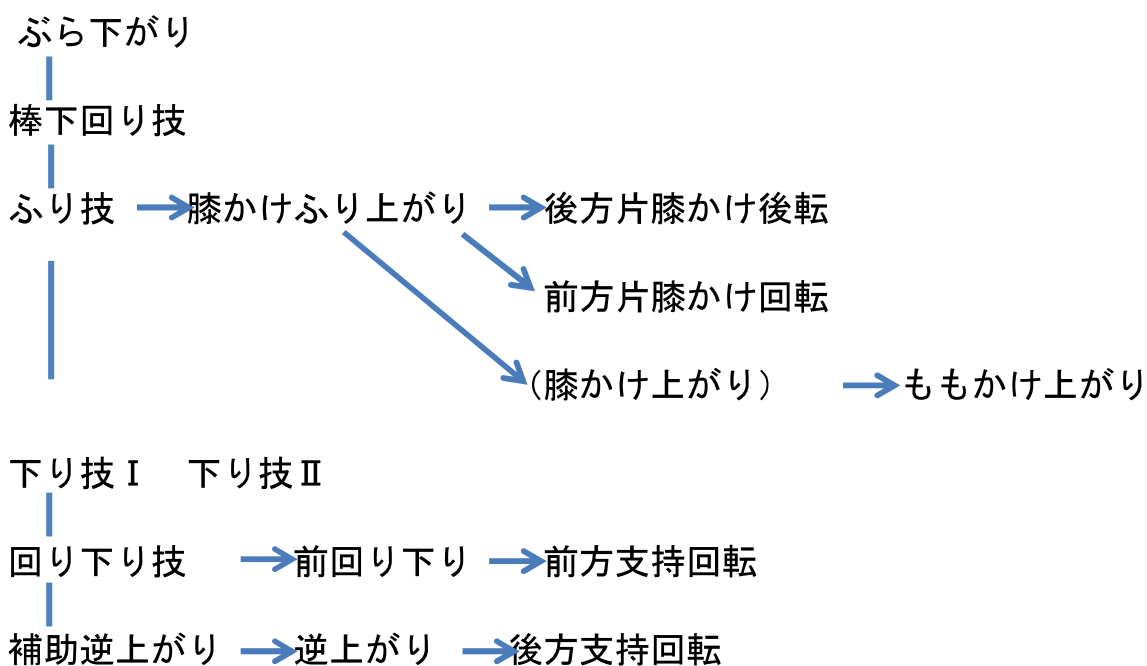 ぶら下がり
棒下回り技
ふり技 膝かけふり上がり 後方片膝かけ後転
前方片膝かけ回転
（膝かけ上がり） ももかけ上がり
下り技Ⅰ 下り技Ⅱ
回り下り技 前回り下り 前方支持回転
補助逆上がり 逆上がり 後方支持回転